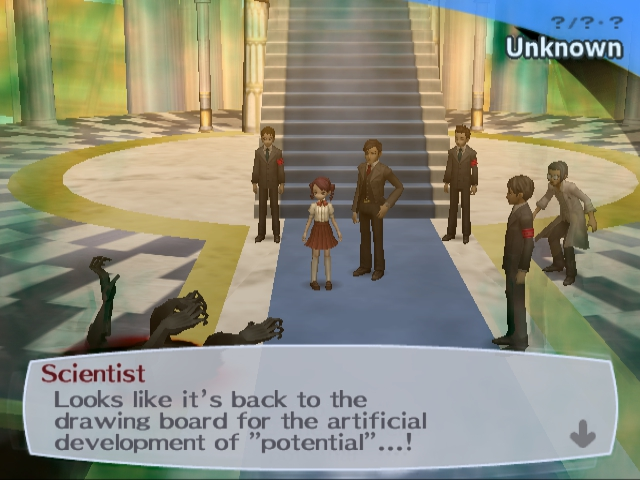 ?/?・?
Unknown
Scientist
Looks like it's back to the
drawing board for the artificial
development of "potential"...!